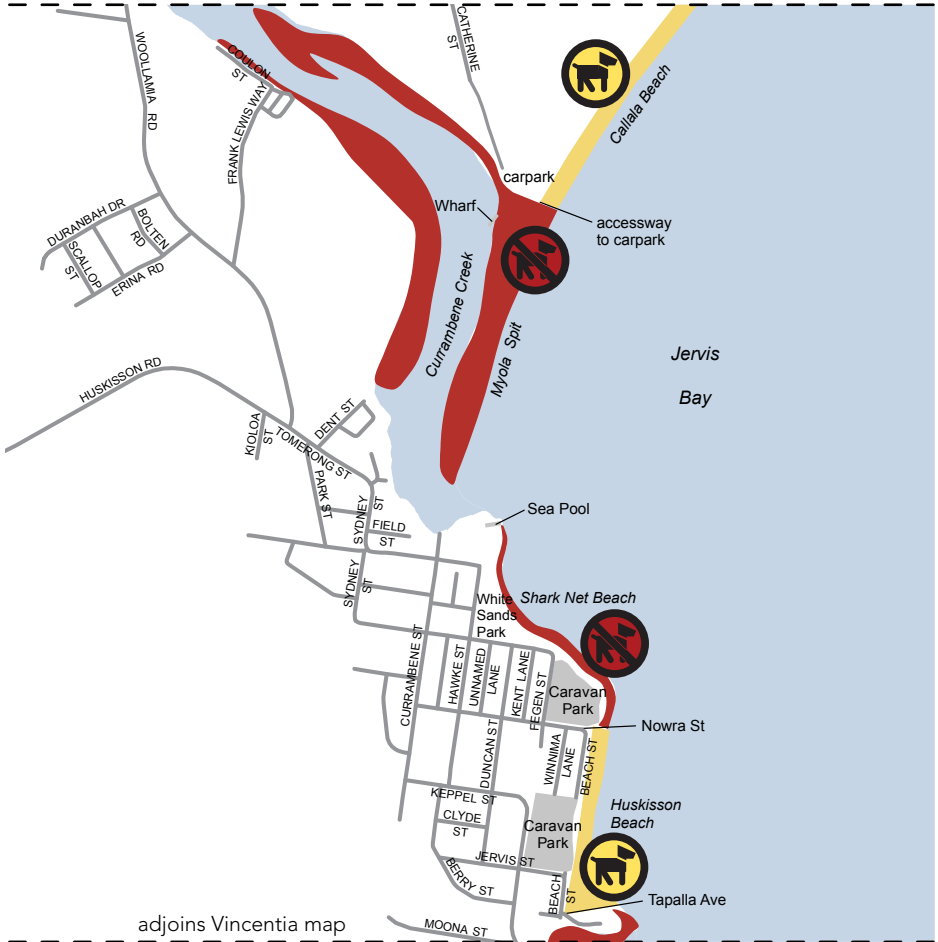 WOOLLAMIA RD
CATHERINE
ST
COULON
ST
FRANK LEWIS WAY
Callala Beach
carpark
Wharf
accessway
to carpark
DURANBAH DR
BOLTEN
RD
SCALLOP
ST
ERINA RD
Currambene Creek
Myola Spit
Jervis
Bay
HUSKISSON RD
KIOLOA
ST
TOMERONG ST
DENT ST
PARK ST
SYDNEY
ST
FIELD
ST
Sea Pool
SYDNEY
ST
White
Sands
Park
Shark Net Beach
CURRAMBENE ST
HAWKE ST
UNNAMED
LANE
KENT LANE
FEGEN ST
Caravan
Park
Nowra St
DUNCAN ST
WINNIMA
LANE
BEACH ST
KEPPEL ST
CLYDE
ST
Caravan
Park
Huskisson
Beach
JERVIS ST
BERRY ST
BEACH
ST
Tapalla Ave
MOONA ST
adjoins Vincentia map